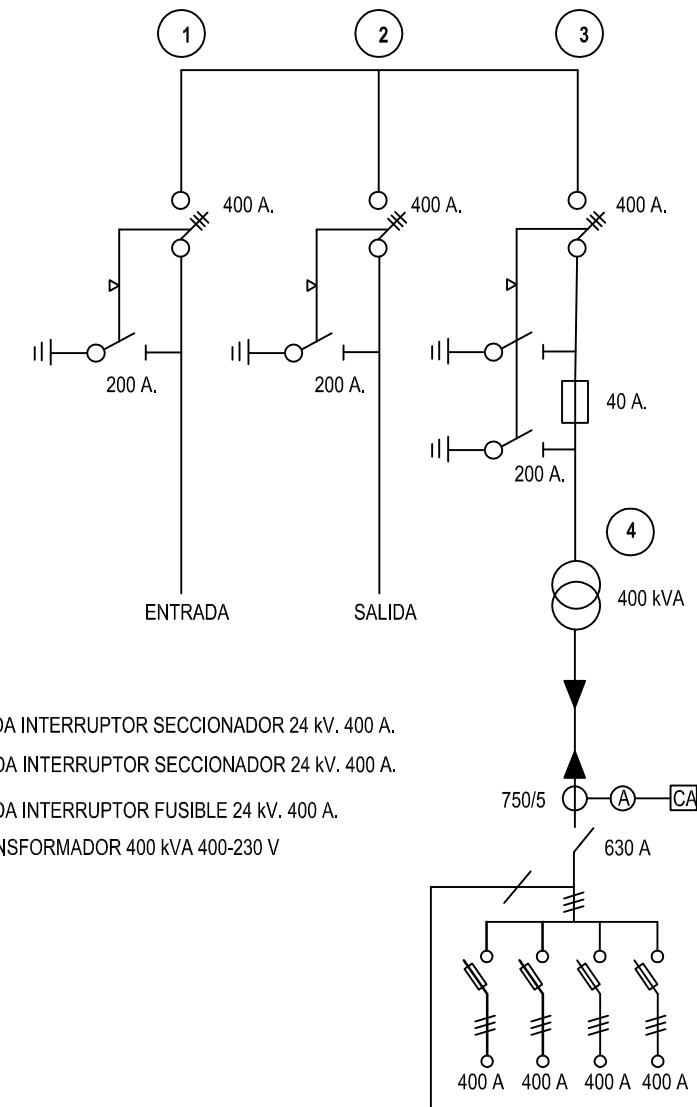 1 2 3
400 A. 400 A. 400 A.
200 A. 200 A.
40 A.
200 A.
4
400 kVA
ENTRADA SALIDA
INTERRUPTOR SECCIONADOR 24 kV. 400 A.
INTERRUPTOR SECCIONADOR 24 kV. 400 A.
750/5 A CA
INTERRUPTOR FUSIBLE 24 kV. 400 A.
400 kVA 400-230 V
630 A
400 A 400 A 400 A 400 A